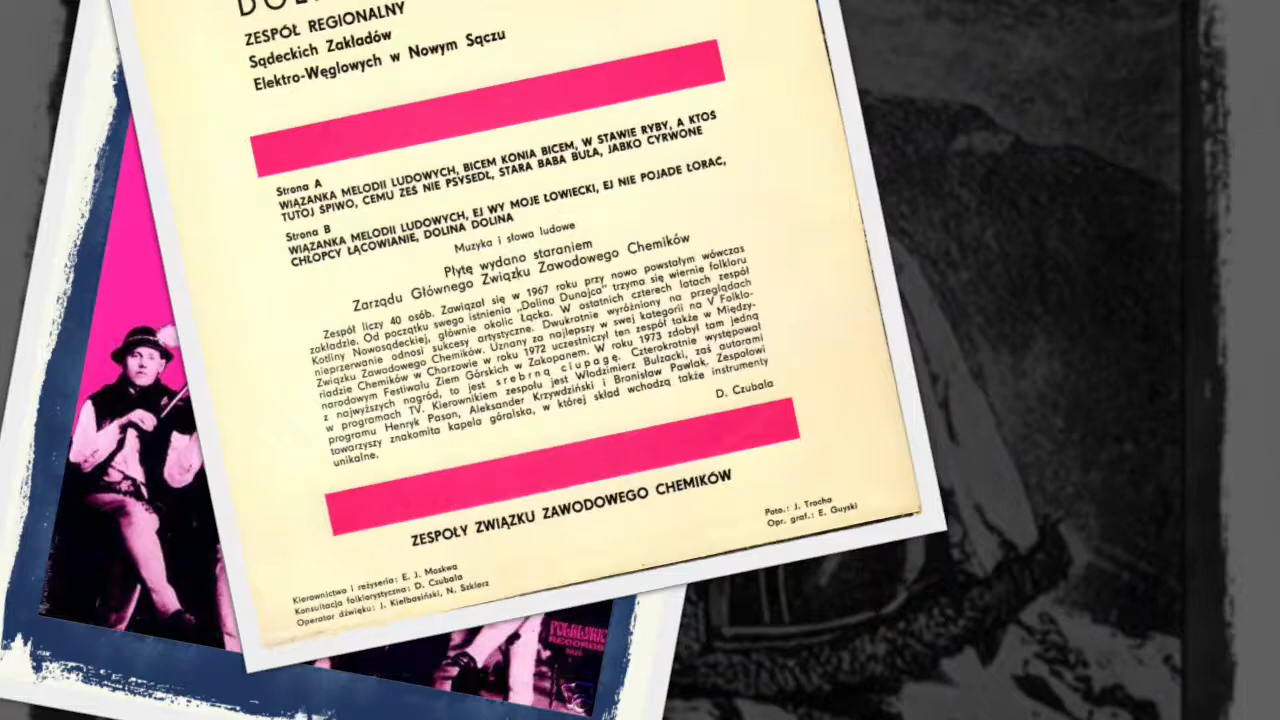 ZESPÓŁ REGIONALNY
Sądeckich Zakładów
Elektro-Węglowych w Nowym Sączu
Strona A
WIĄZANKA MELODII LUDOWYCH, BICEM KONIA BICEM, W STAWIE RYBY, A KTOS
TUTOJ ŚPIWO, CEMU ZEŚ NIE PSYSEDŁ, STARA BABA BUŁA, JABKO CYRWONE
Strona B
WIĄZANKA MELODII LUDOWYCH, EJ WY MOJE ŁOWIECKI, EJ NIE POJADE ŁORAĆ,
CHŁOPCY ŁĄCOWIANIE, DOLINA DOLINA
Muzyka i słowa ludowe
Płytę wydano staraniem
Zarządu Głównego Związku Zawodowego Chemików
Zespół liczy 40 osób. Zawiązał się w 1967 roku przy nowo powstałym wówczas
zakładzie. Od początku swego istnienia „Dolina Dunajca" trzyma się wiernie folkloru
Kotliny Nowosądeckiej, głównie okolic Łącka. W ostatnich czterech latach zespół
nieprzerwanie odnosi sukcesy artystyczne. Dwukrotnie wyróżniony na przeglądach
Związku Zawodowego Chemików. Uznany za najlepszy w swej kategorii na V Folklo-
riadzie Chemików w Chorzowie w roku 1972 uczestniczył ten zespół także w Między-
narodowym Festiwalu Ziem Górskich w Zakopanem. W roku 1973 zdobył tam jedną
z najwyższych nagród, to jest srebrną ciupagę. Czterokrotnie występował
w programach TV. Kierownikiem zespołu jest Włodzimierz Bulzacki, zaś autorami
programu Henryk Pason, Aleksander Krzywdziński i Bronisław Pawlak. Zespołowi
towarzyszy znakomita kapela góralska, w której skład wchodzą także instrumenty
unikalne.
D. Czubala
ZESPOŁY ZWIĄZKU ZAWODOWEGO CHEMIKÓW
Foto.: J. Trocha
Opr. graf.: E. Guyski
Kierownictwo i reżyseria: E. J. Moskwa
Konsultacja folklorystyczna: D. Czubala
Operator dźwięku: J. Kiełbasiński, N. Szklorz
RECORDS